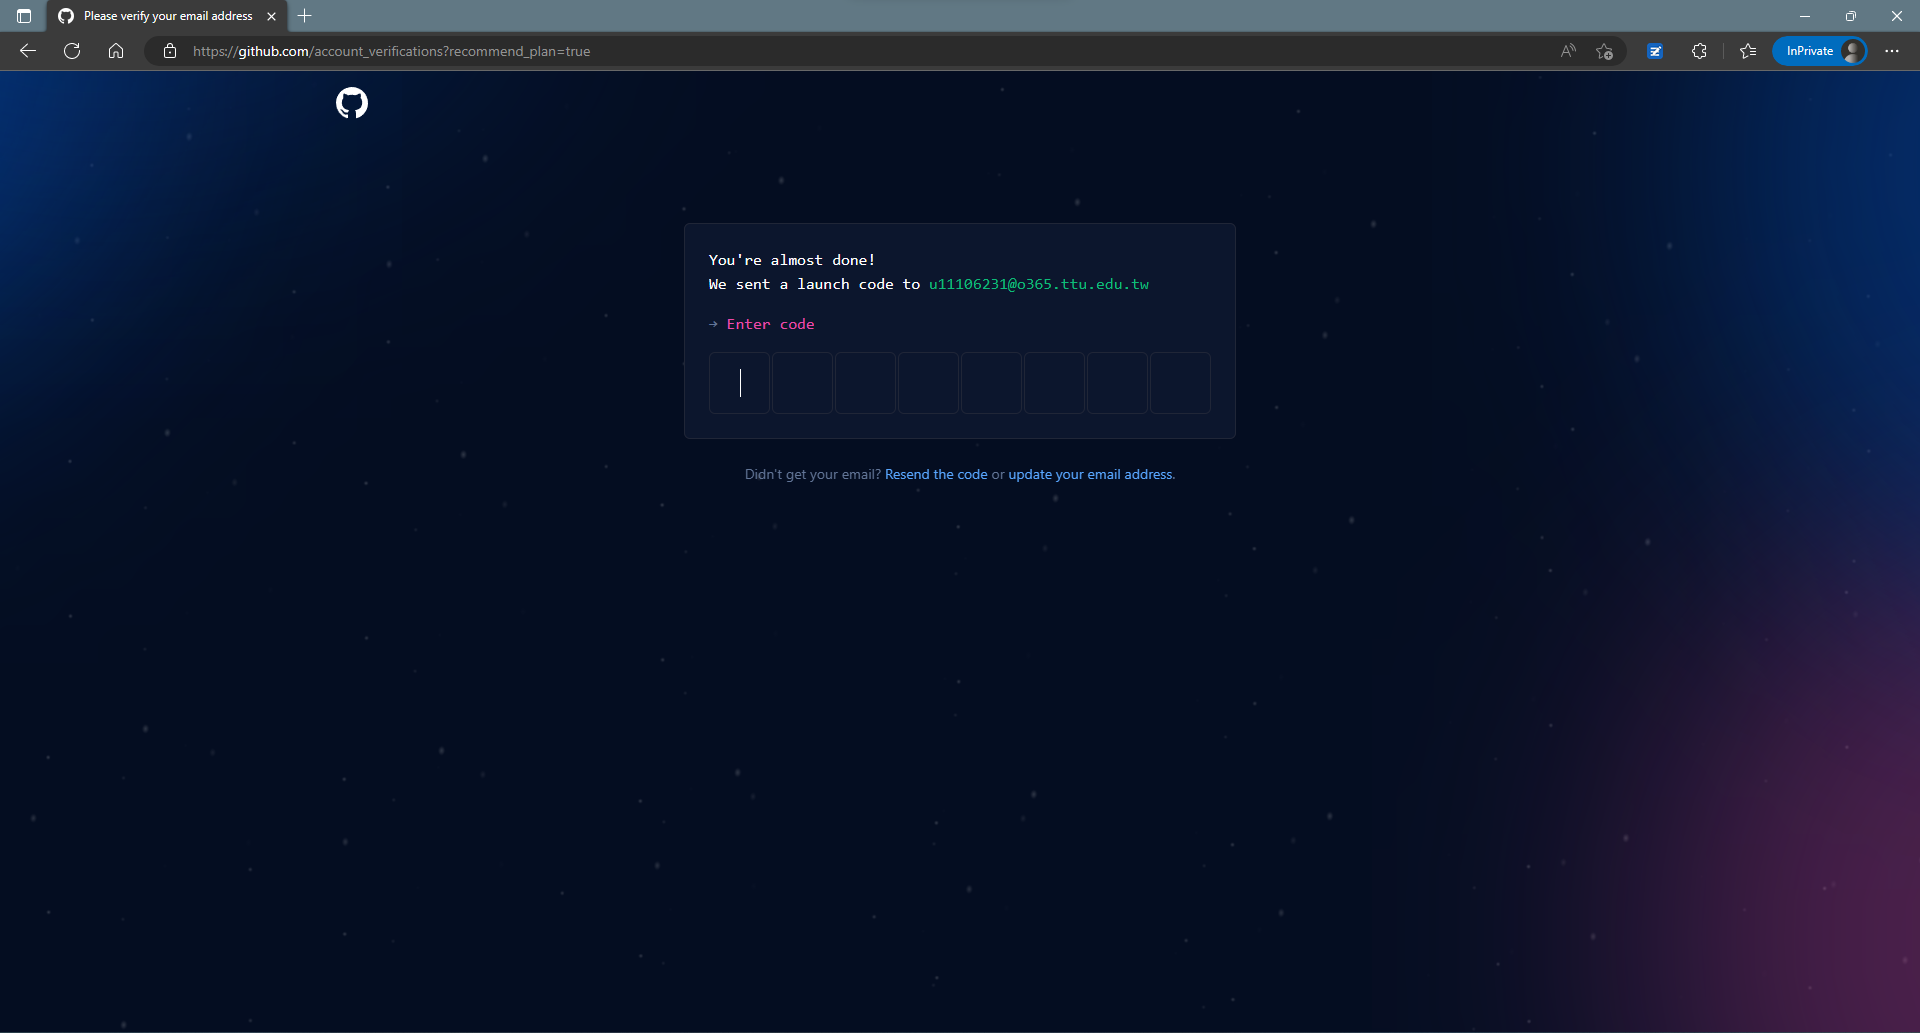 Please verify your email address
https://github.com/account_verifications?recommend_plan=true
InPrivate
You're almost done!
We sent a launch code to u11106231@o365.ttu.edu.tw
→ Enter code
Didn't get your email? Resend the code or update your email address.